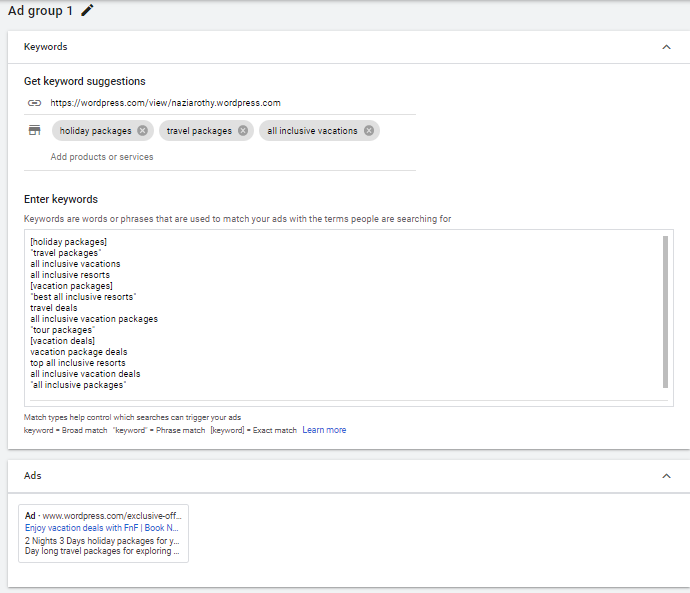 Ad group 1
Keywords
Get keyword suggestions
https://wordpress.com/view/naziarothy.wordpress.com
holiday packages travel packages all inclusive vacations
Add products or services
Enter keywords
Keywords are words or phrases that are used to match your ads with the terms people are searching for
[holiday packages]
"travel packages"
all inclusive vacations
all inclusive resorts
[vacation packages]
"best all inclusive resorts"
travel deals
all inclusive vacation packages
"tour packages"
[vacation deals]
vacation package deals
top all inclusive resorts
all inclusive vacation deals
"all inclusive packages"
Match types help control which searches can trigger your ads
keyword = Broad match "keyword" = Phrase match [keyword] = Exact match Learn more
Ads
Ad · www.wordpress.com/exclusive-off...
Enjoy vacation deals with FnF | Book N...
2 Nights 3 Days holiday packages for y...
Day long travel packages for exploring ...